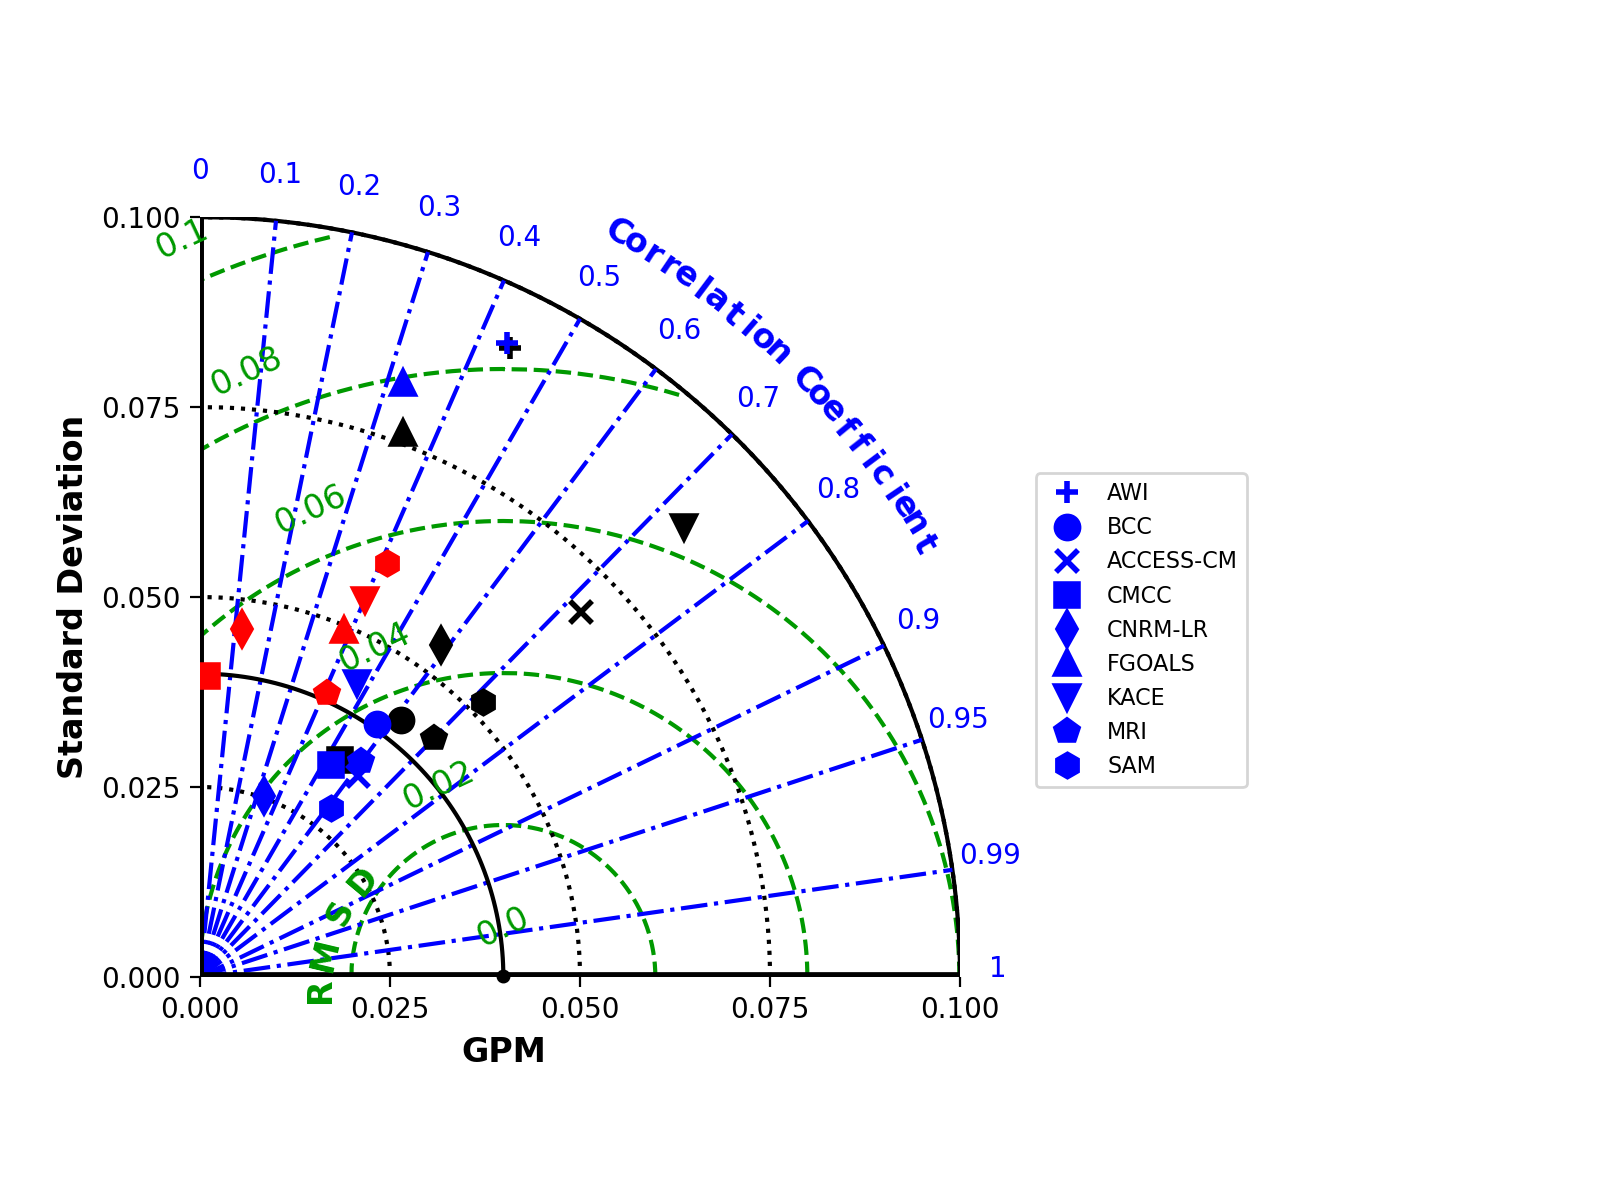 0
0.1
0.2
0.3
0.4
0.5
0.6
0.7
0.8
0.9
0.95
0.99
1
Correlation Coefficient
0.100
0.075
0.050
0.025
0.000
Standard Deviation
0.1
0.08
0.06
0.04
0.02
0.0
RMSD
0.000
0.025
0.050
0.075
0.100
GPM
AWI
BCC
ACCESS-CM
CMCC
CNRM-LR
FGOALS
KACE
MRI
SAM